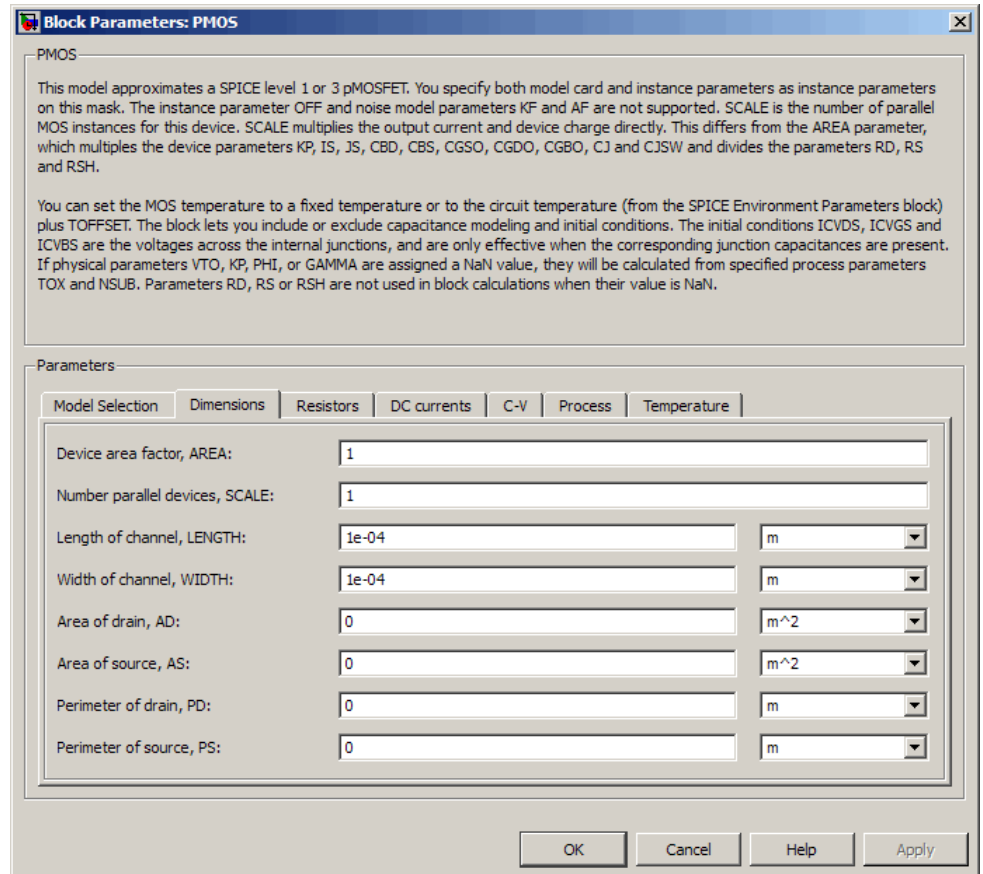 Block Parameters: PMOS
PMOS
This model approximates a SPICE level 1 or 3 pMOSFET. You specify both model card and instance parameters as instance parameters
on this mask. The instance parameter OFF and noise model parameters KF and AF are not supported. SCALE is the number of parallel
MOS instances for this device. SCALE multiplies the output current and device charge directly. This differs from the AREA parameter,
which multiples the device parameters KP, IS, JS, CBD, CBS, CGSO, CGDO, CGBO, CJ and CJSW and divides the parameters RD, RS
and RSH.
You can set the MOS temperature to a fixed temperature or to the circuit temperature (from the SPICE Environment Parameters block)
plus TOFFSET. The block lets you include or exclude capacitance modeling and initial conditions. The initial conditions ICVDS, ICVGS and
ICVBS are the voltages across the internal junctions, and are only effective when the corresponding junction capacitances are present.
If physical parameters VTO, KP, PHI, or GAMMA are assigned a NaN value, they will be calculated from specified process parameters
TOX and NSUB. Parameters RD, RS or RSH are not used in block calculations when their value is NaN.
Parameters
Model Selection Dimensions Resistors DC currents C-V Process Temperature
Device area factor, AREA: 1
Number parallel devices, SCALE: 1
Length of channel, LENGTH: 1e-04 m
Width of channel, WIDTH: 1e-04 m
Area of drain, AD: 0 m^2
Area of source, AS: 0 m^2
Perimeter of drain, PD: 0 m
Perimeter of source, PS: 0 m
OK Cancel Help Apply